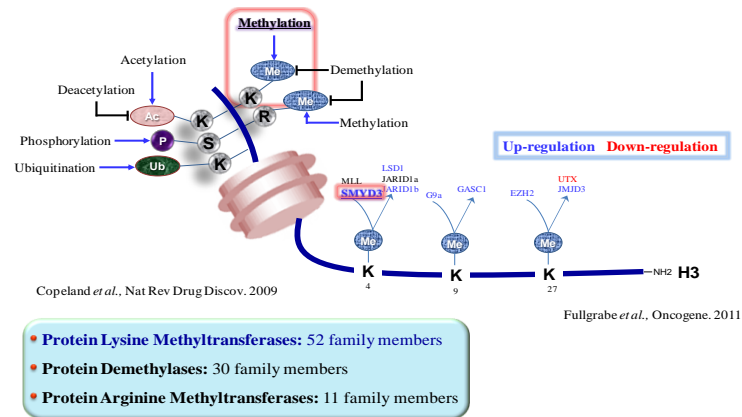 Methylation
Acetylation
Me
Demethylation
Deacetylation
K
Me
Ac
K
R
Methylation
Phosphorylation
P
S
Ubiquitination
Ub
K
Up-regulation Down-regulation
MLL
SMYD3
LSD1
JARID1a
JARID1b
G9a
GASC1
EZH2
UTX
JMJD3
Me
Me
Me
K
4
K
9
K
27
NH2 H3
Copeland et al., Nat Rev Drug Discov. 2009
Fullgrabe et al., Oncogene. 2011
• Protein Lysine Methyltransferases: 52 family members
• Protein Demethylases: 30 family members
• Protein Arginine Methyltransferases: 11 family members